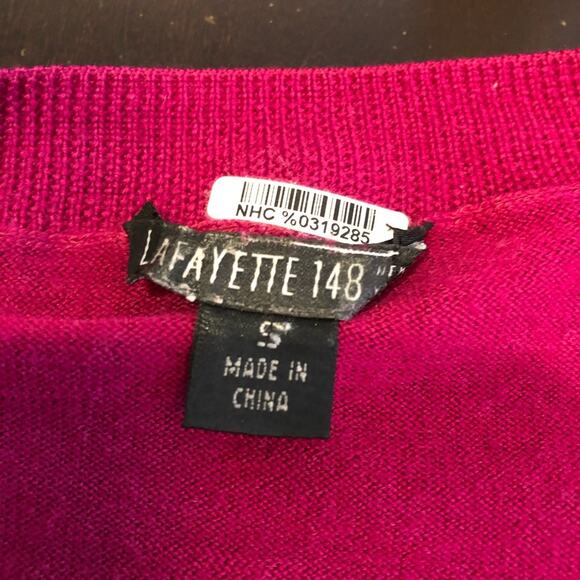 NHC %0319285
LAFAYETTE 148
S
MADE IN
CHINA